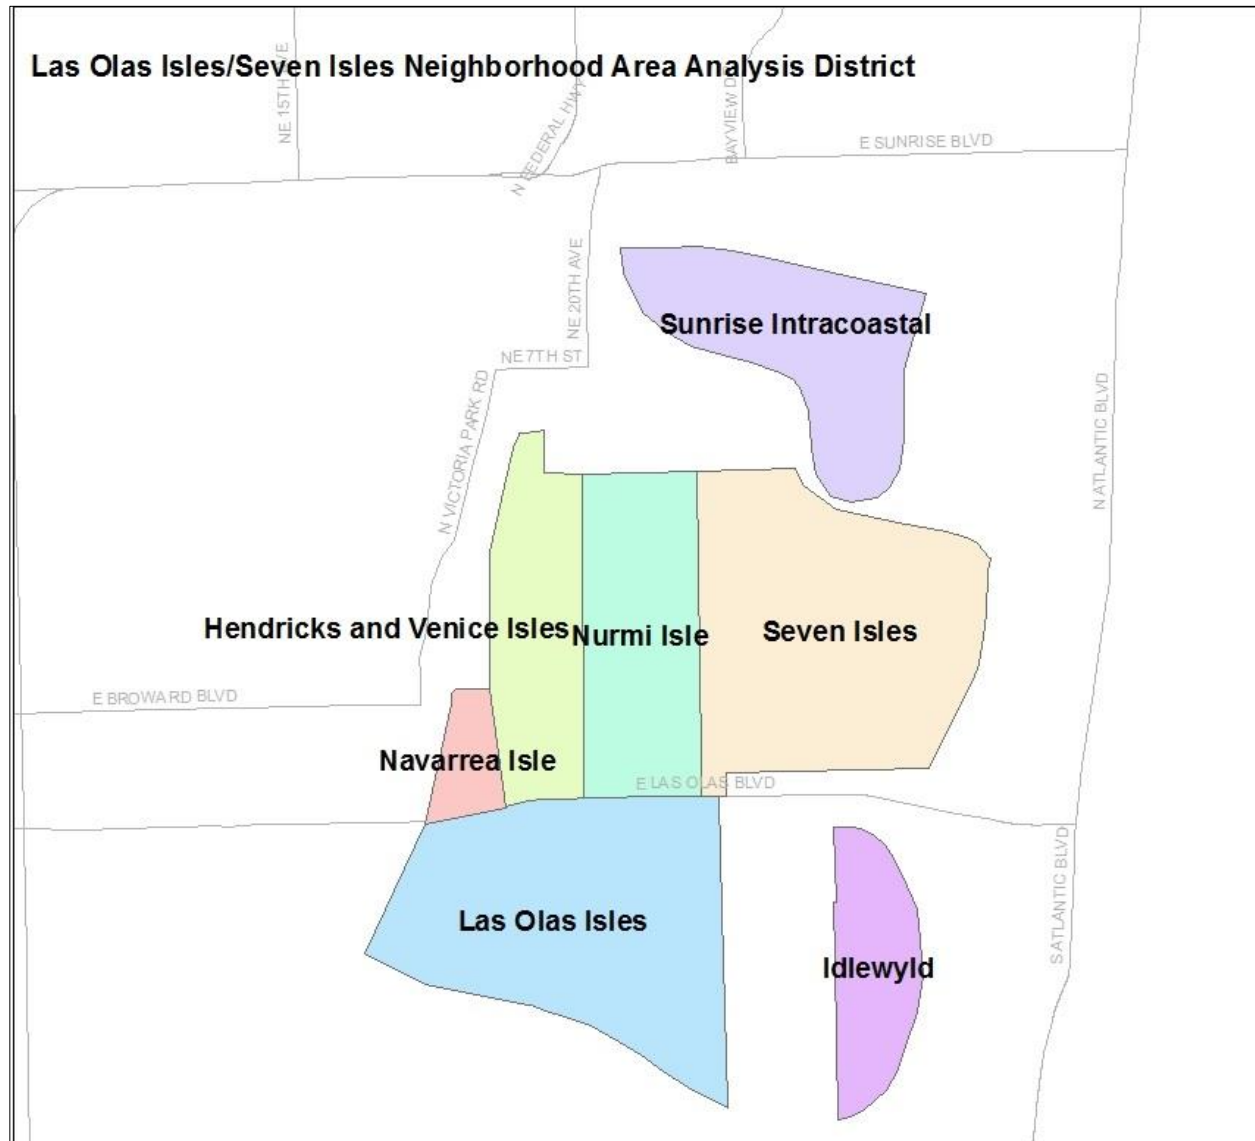 Las Olas Isles/Seven Isles Neighborhood Area Analysis District
NE 15TH AVE
N FEDERAL HWY
BAYVIEW DR
E SUNRISE BLVD
NE 20TH AVE
Sunrise Intracoastal
NE 7TH ST
N VICTORIA PARK RD
N ATLANTIC BLVD
Hendricks and Venice Isles
Nurmi Isle
Seven Isles
E BROWARD BLVD
Navarrea Isle
E LAS OLAS BLVD
S ATLANTIC BLVD
Las Olas Isles
Idlewyld